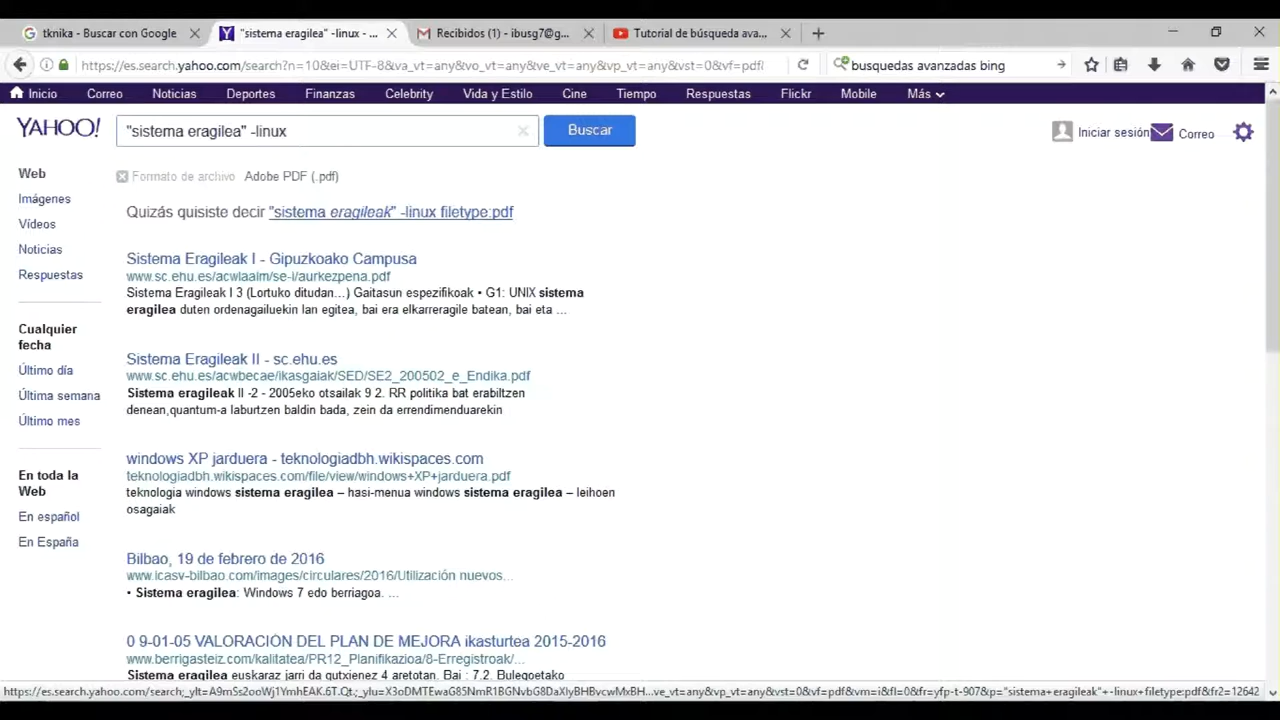 tknika - Buscar con Google
"sistema eragilea" -linux - ...
Recibidos (1) - ibusg7@g...
Tutorial de búsqueda ava...
https://es.search.yahoo.com/search?n=10&ei=UTF-8&va_vt=any&vo_vt=any&ve_vt=any&vp_vt=any&vst=0&vf=pdf
busquedas avanzadas bing
Inicio Correo Noticias Deportes Finanzas Celebrity Vida y Estilo Cine Tiempo Respuestas Flickr Mobile Más
YAHOO!
"sistema eragilea" -linux
Buscar
Iniciar sesión
Correo
Web
Imágenes
Vídeos
Noticias
Respuestas
Cualquier
fecha
Último día
Última semana
Último mes
En toda la
Web
En español
En España
Formato de archivo Adobe PDF (.pdf)
Quizás quisiste decir "sistema eragileak" -linux filetype:pdf
Sistema Eragileak I - Gipuzkoako Campusa
www.sc.ehu.es/acwlaalm/se-i/aurkezpena.pdf
Sistema Eragileak I 3 (Lortuko ditudan...) Gaitasun espezifikoak • G1: UNIX sistema
eragilea duten ordenagailuekin lan egitea, bai era elkarreragile batean, bai eta ...
Sistema Eragileak II - sc.ehu.es
www.sc.ehu.es/acwbecae/ikasgaiak/SED/SE2_200502_e_Endika.pdf
Sistema eragileak II -2 - 2005eko otsailak 9 2. RR politika bat erabiltzen
denean,quantum-a laburtzen baldin bada, zein da errendimenduarekin
windows XP jarduera - teknologiadbh.wikispaces.com
teknologiadbh.wikispaces.com/file/view/windows+XP+jarduera.pdf
teknologia windows sistema eragilea – hasi-menua windows sistema eragilea – leihoen
osagaiak
Bilbao, 19 de febrero de 2016
www.icasv-bilbao.com/images/circulares/2016/Utilización nuevos...
• Sistema eragilea: Windows 7 edo berriagoa. ...
0 9-01-05 VALORACIÓN DEL PLAN DE MEJORA ikasturtea 2015-2016
www.berrigasteiz.com/kalitatea/PR12_Planifikazioa/8-Erregistroak/...
Sistema eragilea euskaraz jarri da gutxienez 4 aretotan. Bai : 7.2. Bulegoetako